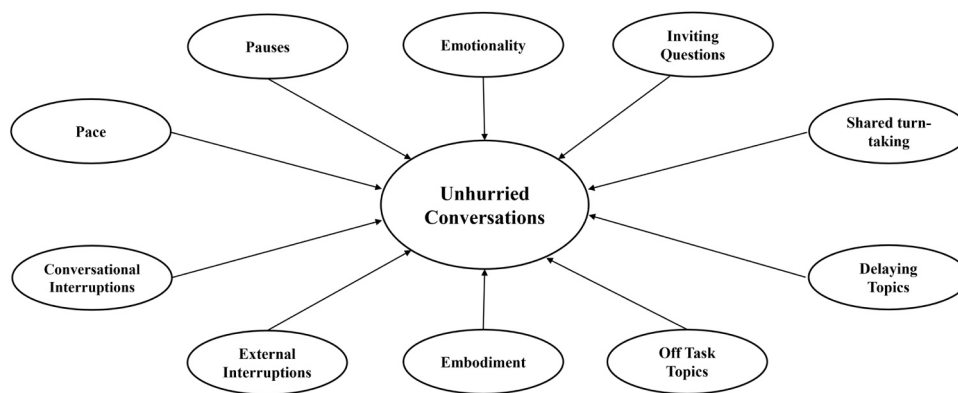 Pauses
Emotionality
Inviting
Questions
Pace
Shared turn-
taking
Unhurried
Conversations
Conversational
Interruptions
Delaying
Topics
External
Interruptions
Embodiment
Off Task
Topics